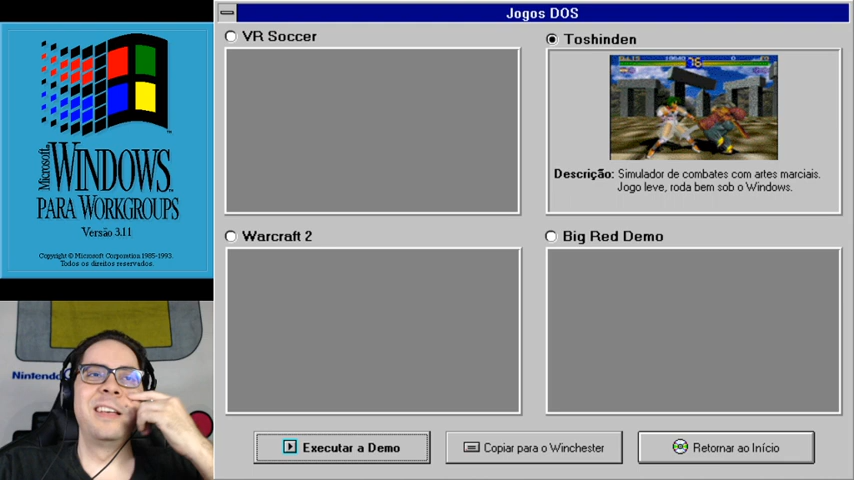 Microsoft
WINDOWS
PARA WORKGROUPS
Versão 3.11
Copyright © Microsoft Corporation 1985-1993.
Todos os direitos reservados.
Nintendo
Jogos DOS
VR Soccer
Toshinden
76
Descrição: Simulador de combates com artes marciais.
Jogo leve, roda bem sob o Windows.
Warcraft 2
Big Red Demo
Executar a Demo
Copiar para o Winchester
Retornar ao Início